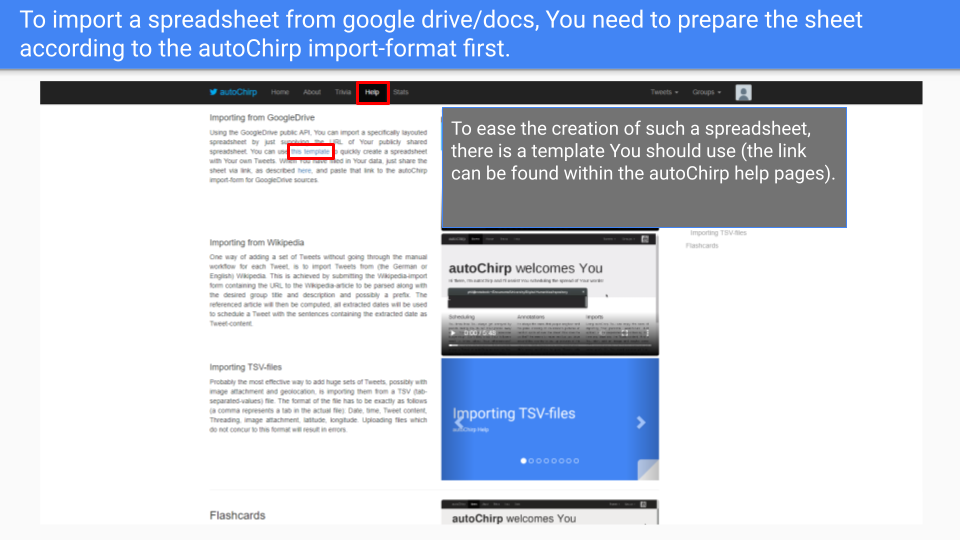 To import a spreadsheet from google drive/docs, You need to prepare the sheet
according to the autoChirp import-format first.
autoChirp Home About Trivia Help Stats Tweets Groups
Importing from GoogleDrive
Using the GoogleDrive public API, You can import a specifically layouted
spreadsheet by just supplying the URL of Your publicly shared
spreadsheet. You can use this template to quickly create a spreadsheet
with Your own Tweets. When You have filled in Your data, just share the
sheet via link, as described here, and paste that link to the autoChirp
import-form for GoogleDrive sources.
To ease the creation of such a spreadsheet,
there is a template You should use (the link
can be found within the autoChirp help pages).
Importing TSV-files
Flashcards
Importing from Wikipedia
One way of adding a set of Tweets without going through the manual
workflow for each Tweet, is to import Tweets from (the German or
English) Wikipedia. This is achieved by submitting the Wikipedia-import
form containing the URL to the Wikipedia-article to be parsed along with
the desired group title and description and possibly a prefix. The
referenced article will then be computed, all extracted dates will be used
to schedule a Tweet with the sentences containing the extracted date as
Tweet-content.
autoChirp welcomes You
Hi there, I'm autoChirp and I'll assist You scheduling the spread of Your words!
Scheduling Annotations Imports
0:00 / 5:48
Importing TSV-files
Probably the most effective way to add huge sets of Tweets, possibly with
image attachment and geolocation, is importing them from a TSV (tab-
separated-values) file. The format of the file has to be exactly as follows
(a comma represents a tab in the actual file): Date, time, Tweet content,
Threading, image attachment, latitude, longitude. Uploading files which
do not concur to this format will result in errors.
Importing TSV-files
autoChirp Help
Flashcards
autoChirp welcomes You